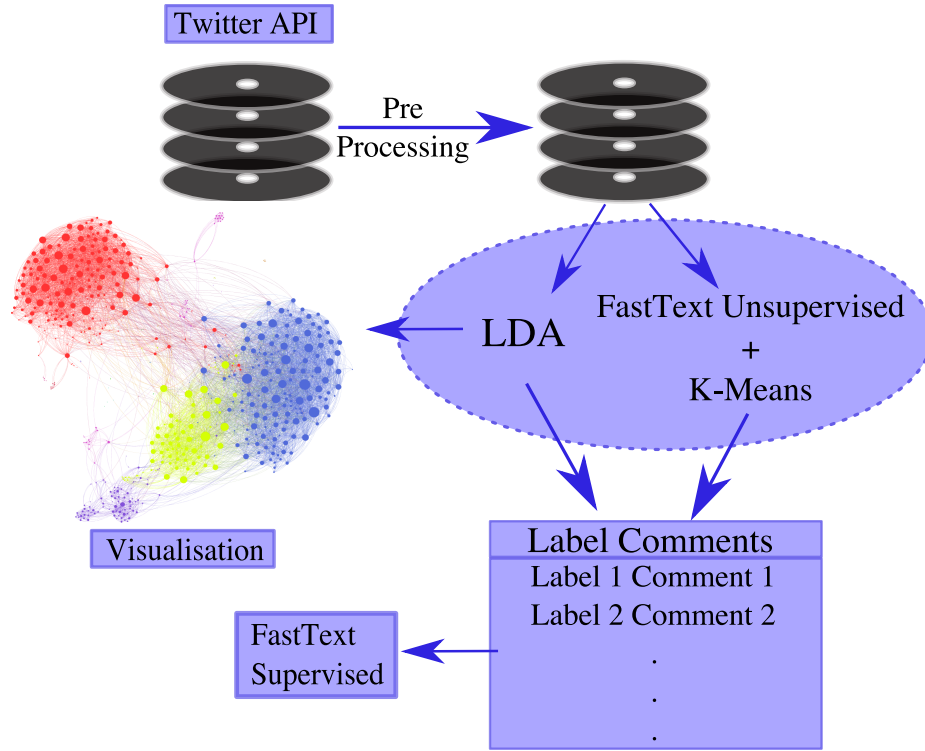 Twitter API
Pre
Processing
LDA
FastText Unsupervised
+
K-Means
Visualisation
Label Comments
Label 1 Comment 1
Label 2 Comment 2
.
.
.
FastText
Supervised